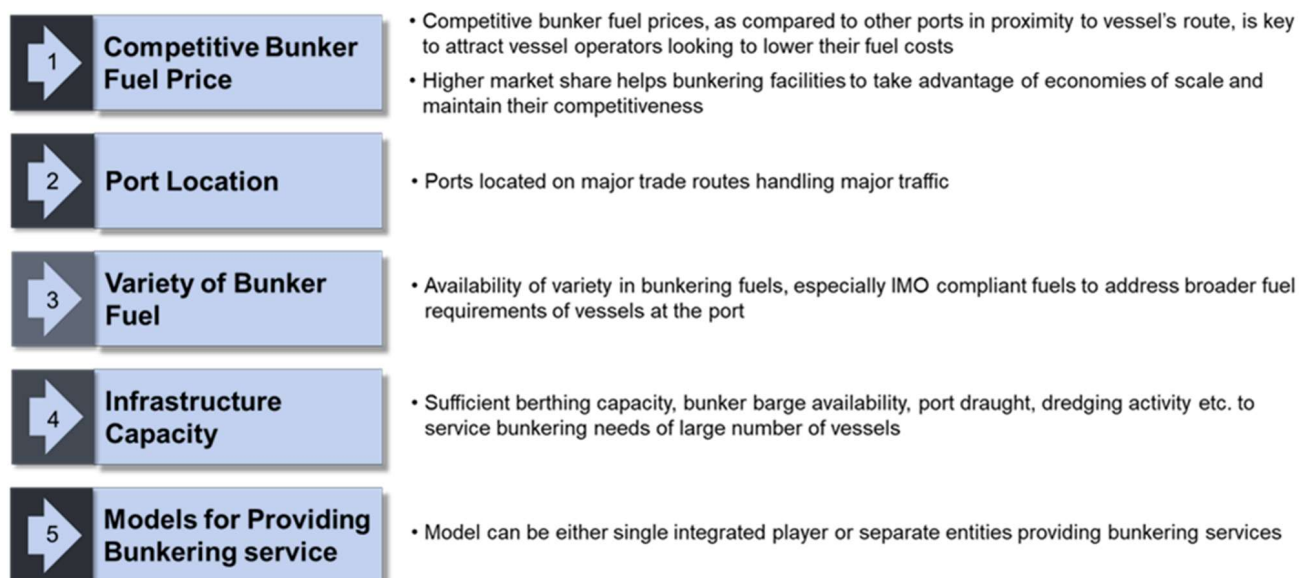 1
Competitive Bunker
Fuel Price
• Competitive bunker fuel prices, as compared to other ports in proximity to vessel's route, is key
to attract vessel operators looking to lower their fuel costs
• Higher market share helps bunkering facilities to take advantage of economies of scale and
maintain their competitiveness
2
Port Location
• Ports located on major trade routes handling major traffic
3
Variety of Bunker
Fuel
• Availability of variety in bunkering fuels, especially IMO compliant fuels to address broader fuel
requirements of vessels at the port
4
Infrastructure
Capacity
• Sufficient berthing capacity, bunker barge availability, port draught, dredging activity etc. to
service bunkering needs of large number of vessels
5
Models for Providing
Bunkering service
• Model can be either single integrated player or separate entities providing bunkering services